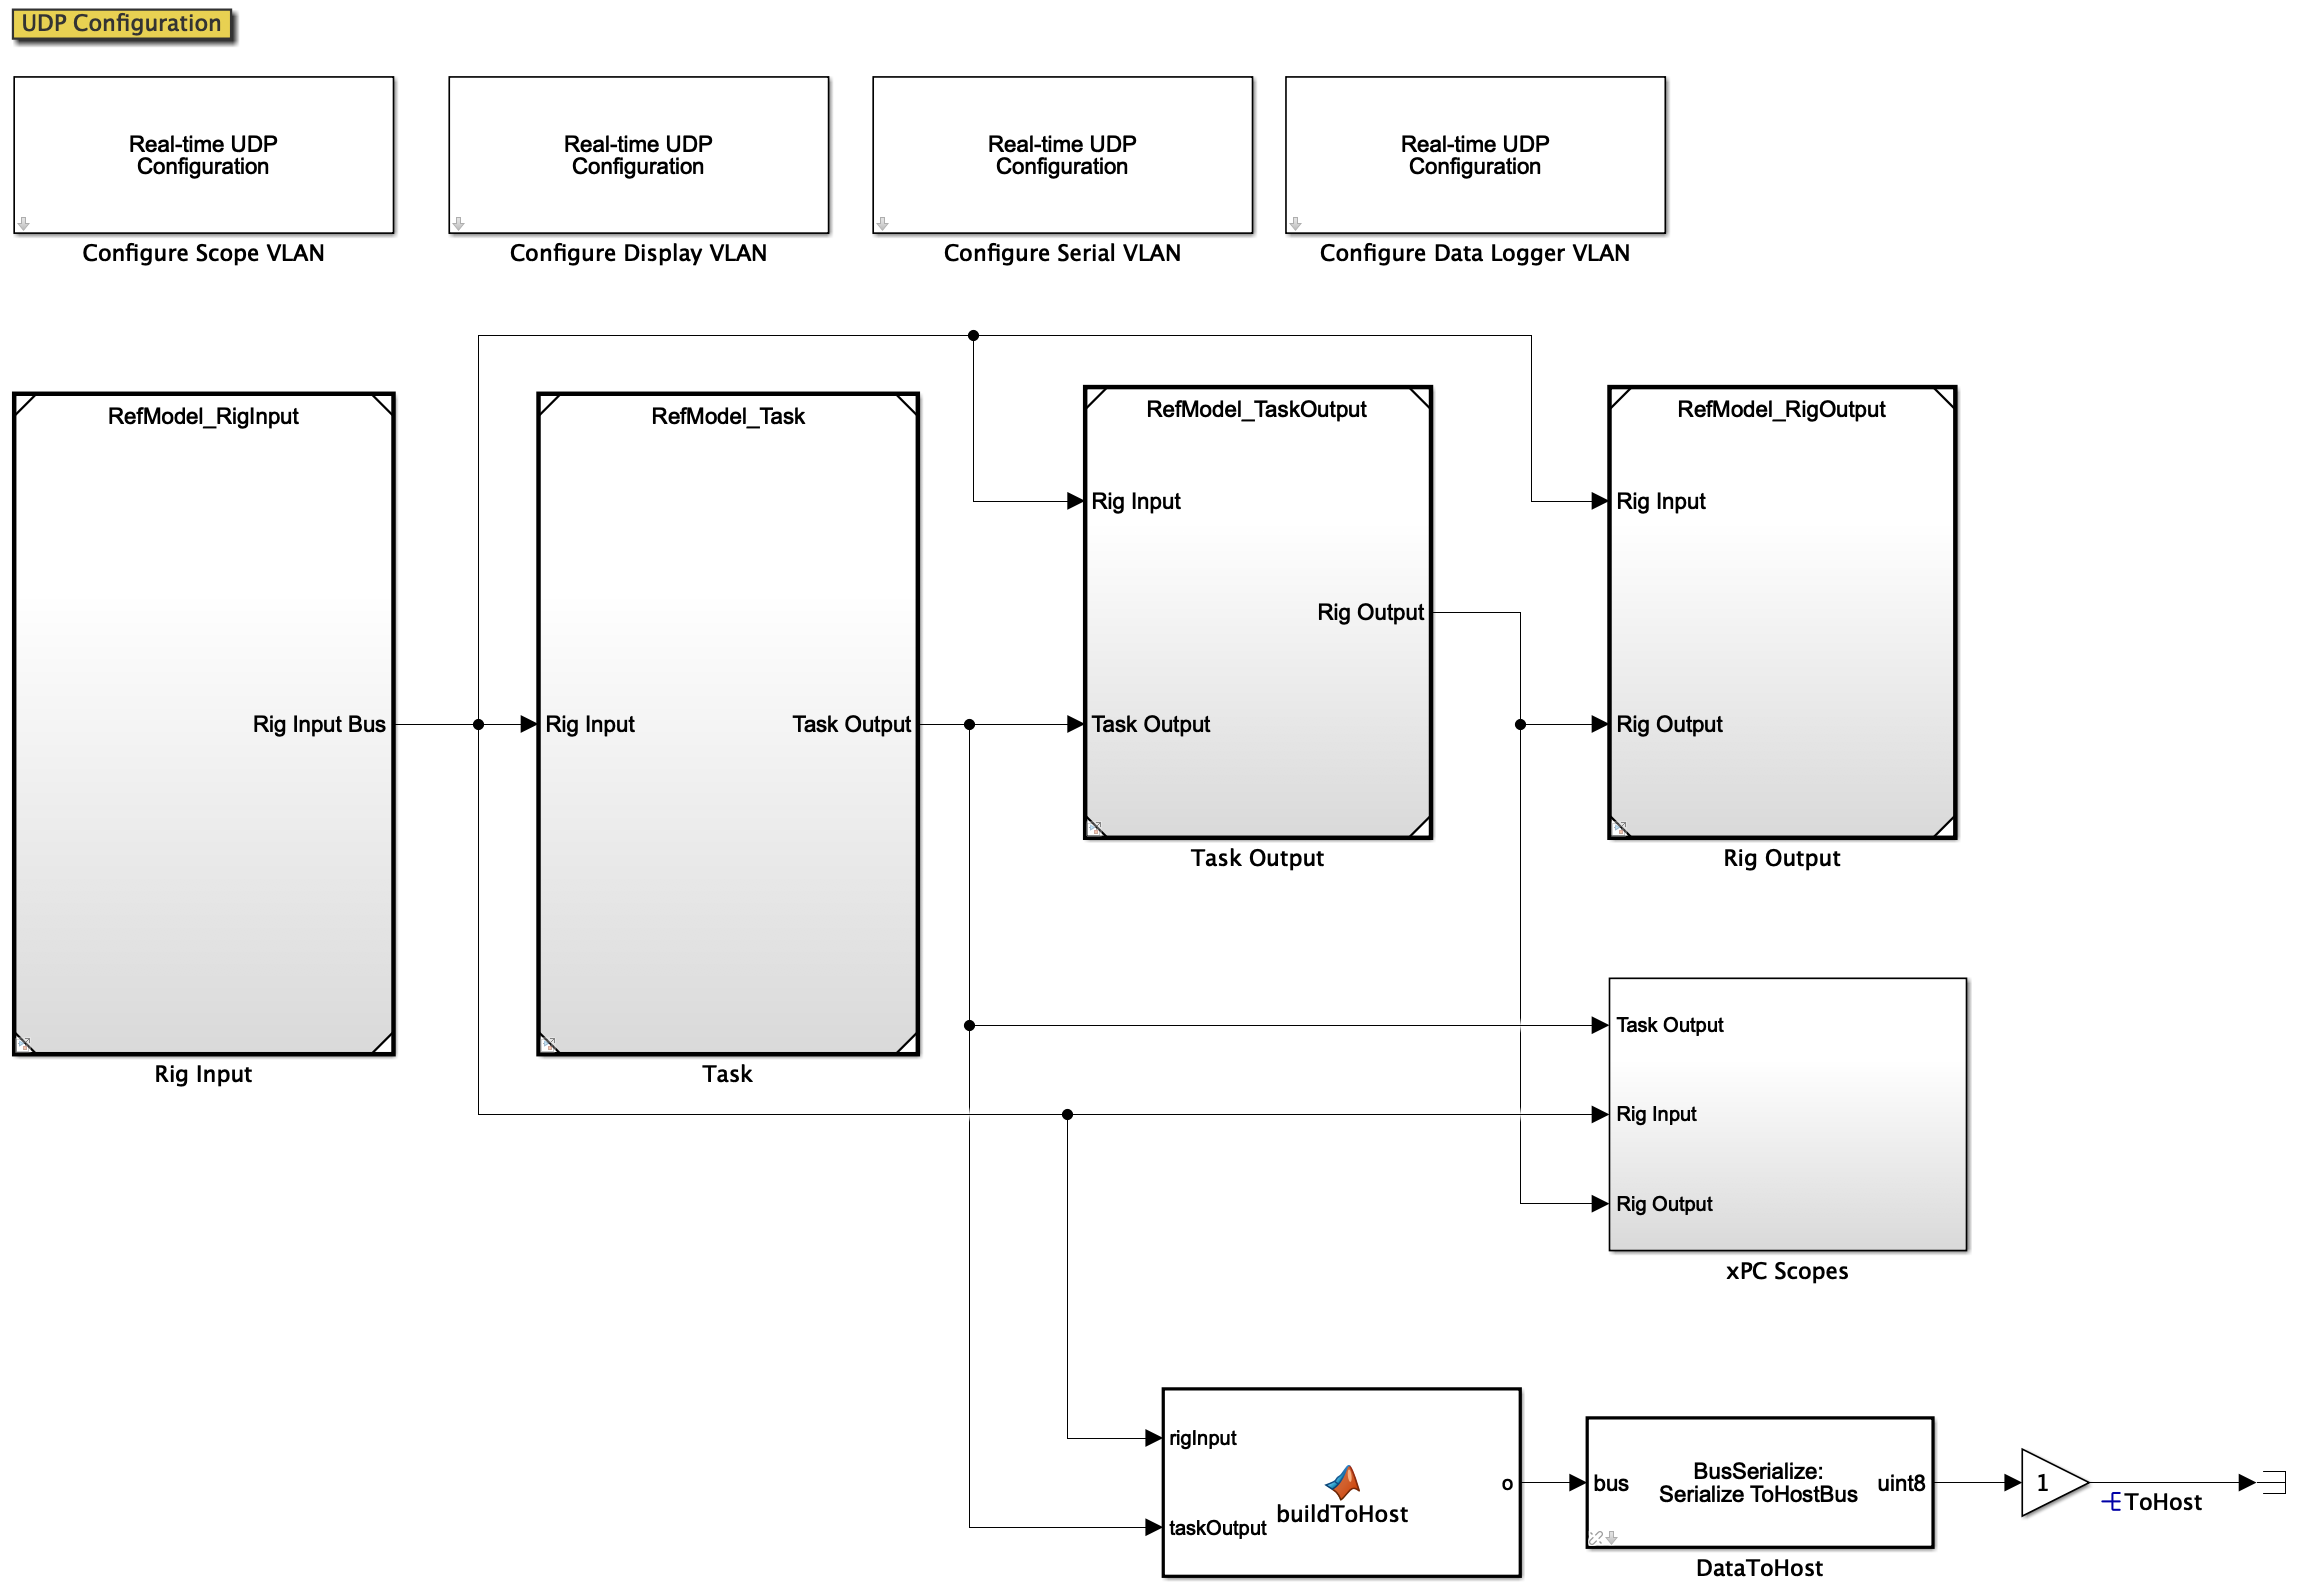 UDP Configuration
Real-time UDP
Configuration
Configure Scope VLAN
Real-time UDP
Configuration
Configure Display VLAN
Real-time UDP
Configuration
Configure Serial VLAN
Real-time UDP
Configuration
Configure Data Logger VLAN
RefModel_RigInput
Rig Input Bus
Rig Input
RefModel_Task
Rig Input
Task Output
Task
RefModel_TaskOutput
Rig Input
Rig Output
Task Output
Task Output
RefModel_RigOutput
Rig Input
Rig Output
Rig Output
Task Output
Rig Input
Rig Output
xPC Scopes
rigInput
taskOutput
buildToHost
o
bus
BusSerialize:
Serialize ToHostBus
uint8
DataToHost
1
ToHost